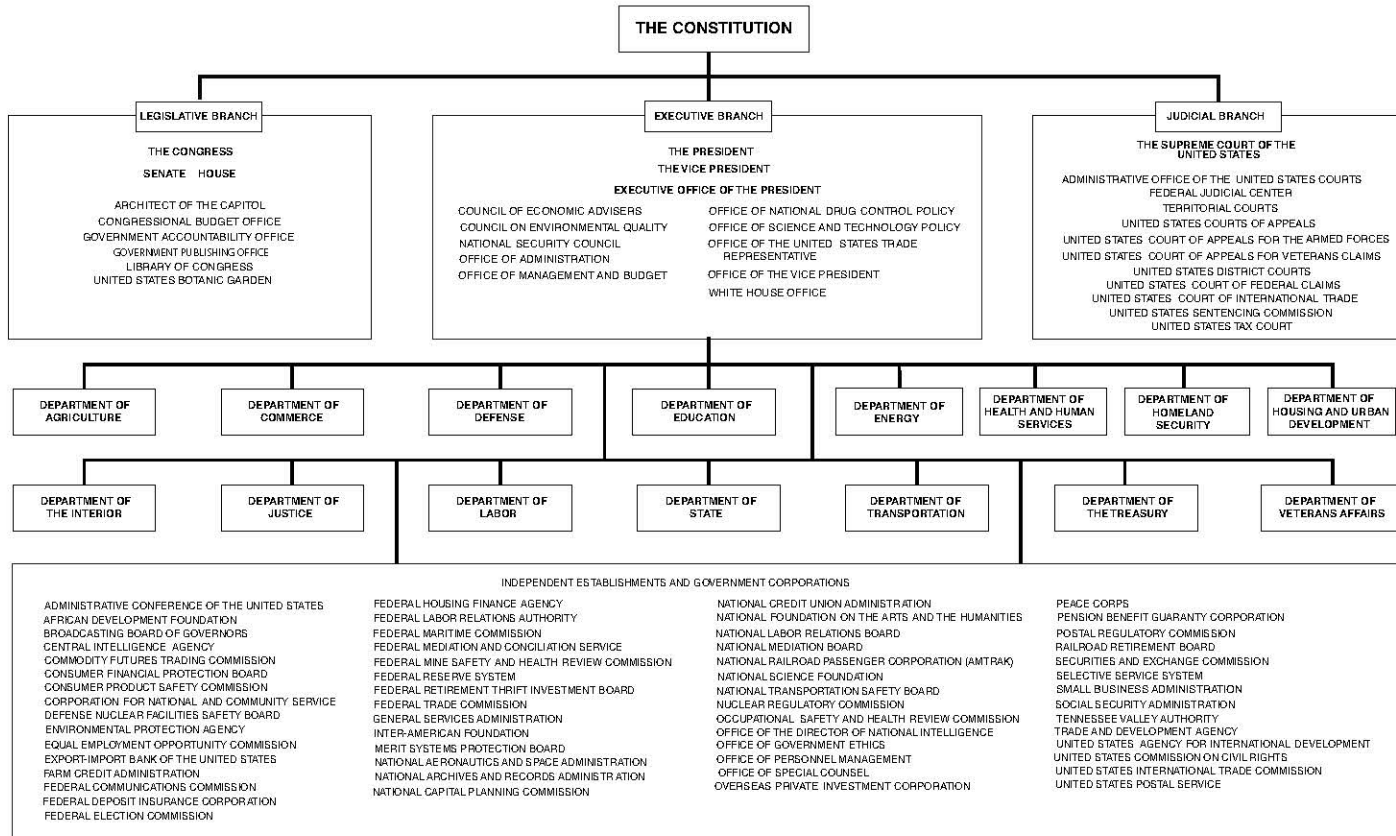 THE CONSTITUTION
LEGISLATIVE BRANCH
THE CONGRESS
SENATE HOUSE
ARCHITECT OF THE CAPITOL
CONGRESSIONAL BUDGET OFFICE
GOVERNMENT ACCOUNTABILITY OFFICE
GOVERNMENT PUBLISHING OFFICE
LIBRARY OF CONGRESS
UNITED STATES BOTANIC GARDEN
EXECUTIVE BRANCH
THE PRESIDENT
THE VICE PRESIDENT
EXECUTIVE OFFICE OF THE PRESIDENT
COUNCIL OF ECONOMIC ADVISERS
COUNCIL ON ENVIRONMENTAL QUALITY
NATIONAL SECURITY COUNCIL
OFFICE OF ADMINISTRATION
OFFICE OF MANAGEMENT AND BUDGET
OFFICE OF NATIONAL DRUG CONTROL POLICY
OFFICE OF SCIENCE AND TECHNOLOGY POLICY
OFFICE OF THE UNITED STATES TRADE
REPRESENTATIVE
OFFICE OF THE VICE PRESIDENT
WHITE HOUSE OFFICE
JUDICIAL BRANCH
THE SUPREME COURT OF THE
UNITED STATES
ADMINISTRATIVE OFFICE OF THE UNITED STATES COURTS
FEDERAL JUDICIAL CENTER
TERRITORIAL COURTS
UNITED STATES COURTS OF APPEALS
UNITED STATES COURT OF APPEALS FOR THE ARMED FORCES
UNITED STATES COURT OF APPEALS FOR VETERANS CLAIMS
UNITED STATES DISTRICT COURTS
UNITED STATES COURT OF FEDERAL CLAIMS
UNITED STATES COURT OF INTERNATIONAL TRADE
UNITED STATES SENTENCING COMMISSION
UNITED STATES TAX COURT
DEPARTMENT OF
AGRICULTURE
DEPARTMENT OF
COMMERCE
DEPARTMENT OF
DEFENSE
DEPARTMENT OF
EDUCATION
DEPARTMENT OF
ENERGY
DEPARTMENT OF
HEALTH AND HUMAN
SERVICES
DEPARTMENT OF
HOMELAND
SECURITY
DEPARTMENT OF
HOUSING AND URBAN
DEVELOPMENT
DEPARTMENT OF
THE INTERIOR
DEPARTMENT OF
JUSTICE
DEPARTMENT OF
LABOR
DEPARTMENT OF
STATE
DEPARTMENT OF
TRANSPORTATION
DEPARTMENT OF
THE TREASURY
DEPARTMENT OF
VETERANS AFFAIRS
INDEPENDENT ESTABLISHMENTS AND GOVERNMENT CORPORATIONS
ADMINISTRATIVE CONFERENCE OF THE UNITED STATES
AFRICAN DEVELOPMENT FOUNDATION
BROADCASTING BOARD OF GOVERNORS
CENTRAL INTELLIGENCE AGENCY
COMMODITY FUTURES TRADING COMMISSION
CONSUMER FINANCIAL PROTECTION BOARD
CONSUMER PRODUCT SAFETY COMMISSION
CORPORATION FOR NATIONAL AND COMMUNITY SERVICE
DEFENSE NUCLEAR FACILITIES SAFETY BOARD
ENVIRONMENTAL PROTECTION AGENCY
EQUAL EMPLOYMENT OPPORTUNITY COMMISSION
EXPORT-IMPORT BANK OF THE UNITED STATES
FARM CREDIT ADMINISTRATION
FEDERAL COMMUNICATIONS COMMISSION
FEDERAL DEPOSIT INSURANCE CORPORATION
FEDERAL ELECTION COMMISSION
FEDERAL HOUSING FINANCE AGENCY
FEDERAL LABOR RELATIONS AUTHORITY
FEDERAL MARITIME COMMISSION
FEDERAL MEDIATION AND CONCILIATION SERVICE
FEDERAL MINE SAFETY AND HEALTH REVIEW COMMISSION
FEDERAL RESERVE SYSTEM
FEDERAL RETIREMENT THRIFT INVESTMENT BOARD
FEDERAL TRADE COMMISSION
GENERAL SERVICES ADMINISTRATION
INTER-AMERICAN FOUNDATION
MERIT SYSTEMS PROTECTION BOARD
NATIONAL AERONAUTICS AND SPACE ADMINISTRATION
NATIONAL ARCHIVES AND RECORDS ADMINISTRATION
NATIONAL CAPITAL PLANNING COMMISSION
NATIONAL CREDIT UNION ADMINISTRATION
NATIONAL FOUNDATION ON THE ARTS AND THE HUMANITIES
NATIONAL LABOR RELATIONS BOARD
NATIONAL MEDIATION BOARD
NATIONAL RAILROAD PASSENGER CORPORATION (AMTRAK)
NATIONAL SCIENCE FOUNDATION
NATIONAL TRANSPORTATION SAFETY BOARD
NUCLEAR REGULATORY COMMISSION
OCCUPATIONAL SAFETY AND HEALTH REVIEW COMMISSION
OFFICE OF THE DIRECTOR OF NATIONAL INTELLIGENCE
OFFICE OF GOVERNMENT ETHICS
OFFICE OF PERSONNEL MANAGEMENT
OFFICE OF SPECIAL COUNSEL
OVERSEAS PRIVATE INVESTMENT CORPORATION
PEACE CORPS
PENSION BENEFIT GUARANTY CORPORATION
POSTAL REGULATORY COMMISSION
RAILROAD RETIREMENT BOARD
SECURITIES AND EXCHANGE COMMISSION
SELECTIVE SERVICE SYSTEM
SMALL BUSINESS ADMINISTRATION
SOCIAL SECURITY ADMINISTRATION
TENNESSEE VALLEY AUTHORITY
TRADE AND DEVELOPMENT AGENCY
UNITED STATES AGENCY FOR INTERNATIONAL DEVELOPMENT
UNITED STATES COMMISSION ON CIVIL RIGHTS
UNITED STATES INTERNATIONAL TRADE COMMISSION
UNITED STATES POSTAL SERVICE